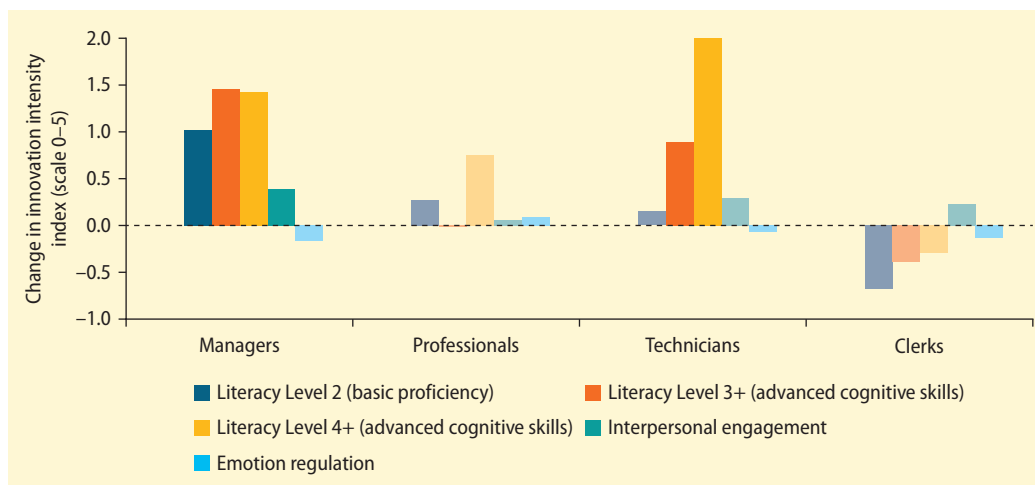 Change in innovation intensity
index (scale 0–5)
2.0
1.5
1.0
0.5
0.0
−0.5
−1.0
Managers
Professionals
Technicians
Clerks
Literacy Level 2 (basic proficiency)
Literacy Level 3+ (advanced cognitive skills)
Literacy Level 4+ (advanced cognitive skills)
Interpersonal engagement
Emotion regulation